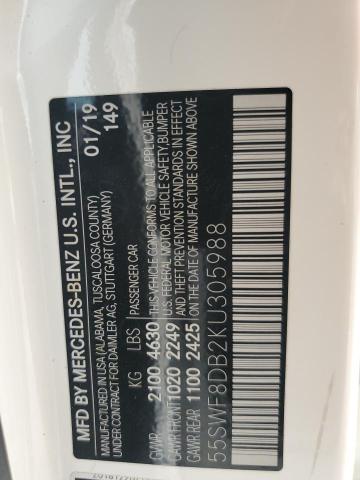 MFD BY MERCEDES-BENZ U.S. INTL., INC
MANUFACTURED IN USA (ALABAMA, TUSCALOOSA COUNTY)
UNDER CONTRACT FOR DAIMLER AG, STUTTGART (GERMANY)
01/19
149
KG LBS PASSENGER CAR
GVWR 2100 4630 THIS VEHICLE CONFORMS TO ALL APPLICABLE
GAWR FRONT 1020 2249 U.S. FEDERAL MOTOR VEHICLE SAFETY, BUMPER
GAWR REAR 1100 2425 AND THEFT PREVENTION STANDARDS IN EFFECT
ON THE DATE OF MANUFACTURE SHOWN ABOVE
55SWF8DB2KU305988